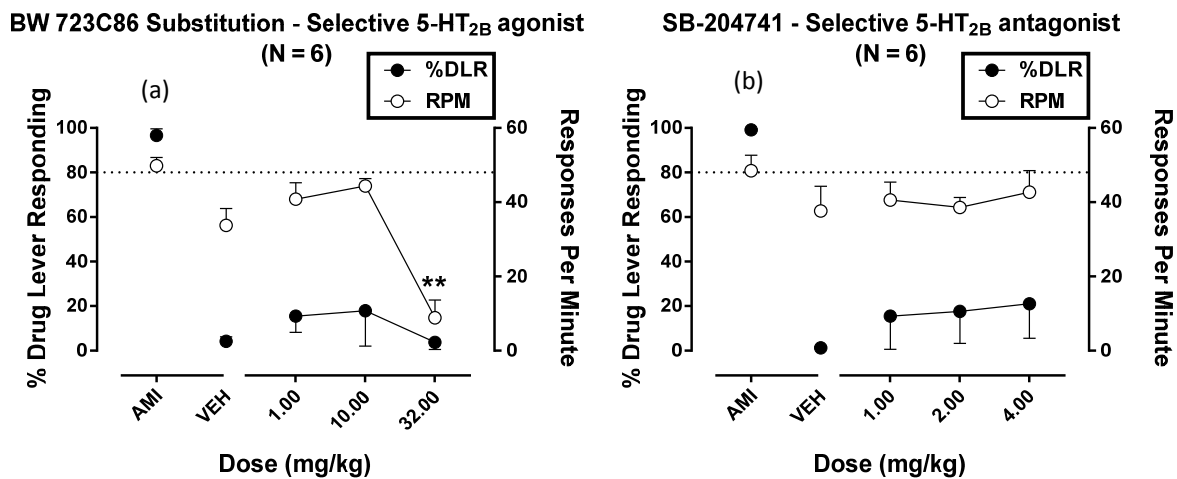 BW 723C86 Substitution - Selective 5-HT2B agonist
(N = 6)
(a)
%DLR
RPM
% Drug Lever Responding
100
80
60
40
20
0
Responses Per Minute
60
40
20
0
**
AMI
VEH
1.00
10.00
32.00
Dose (mg/kg)
SB-204741 - Selective 5-HT2B antagonist
(N = 6)
(b)
%DLR
RPM
% Drug Lever Responding
100
80
60
40
20
0
Responses Per Minute
60
40
20
0
AMI
VEH
1.00
2.00
4.00
Dose (mg/kg)